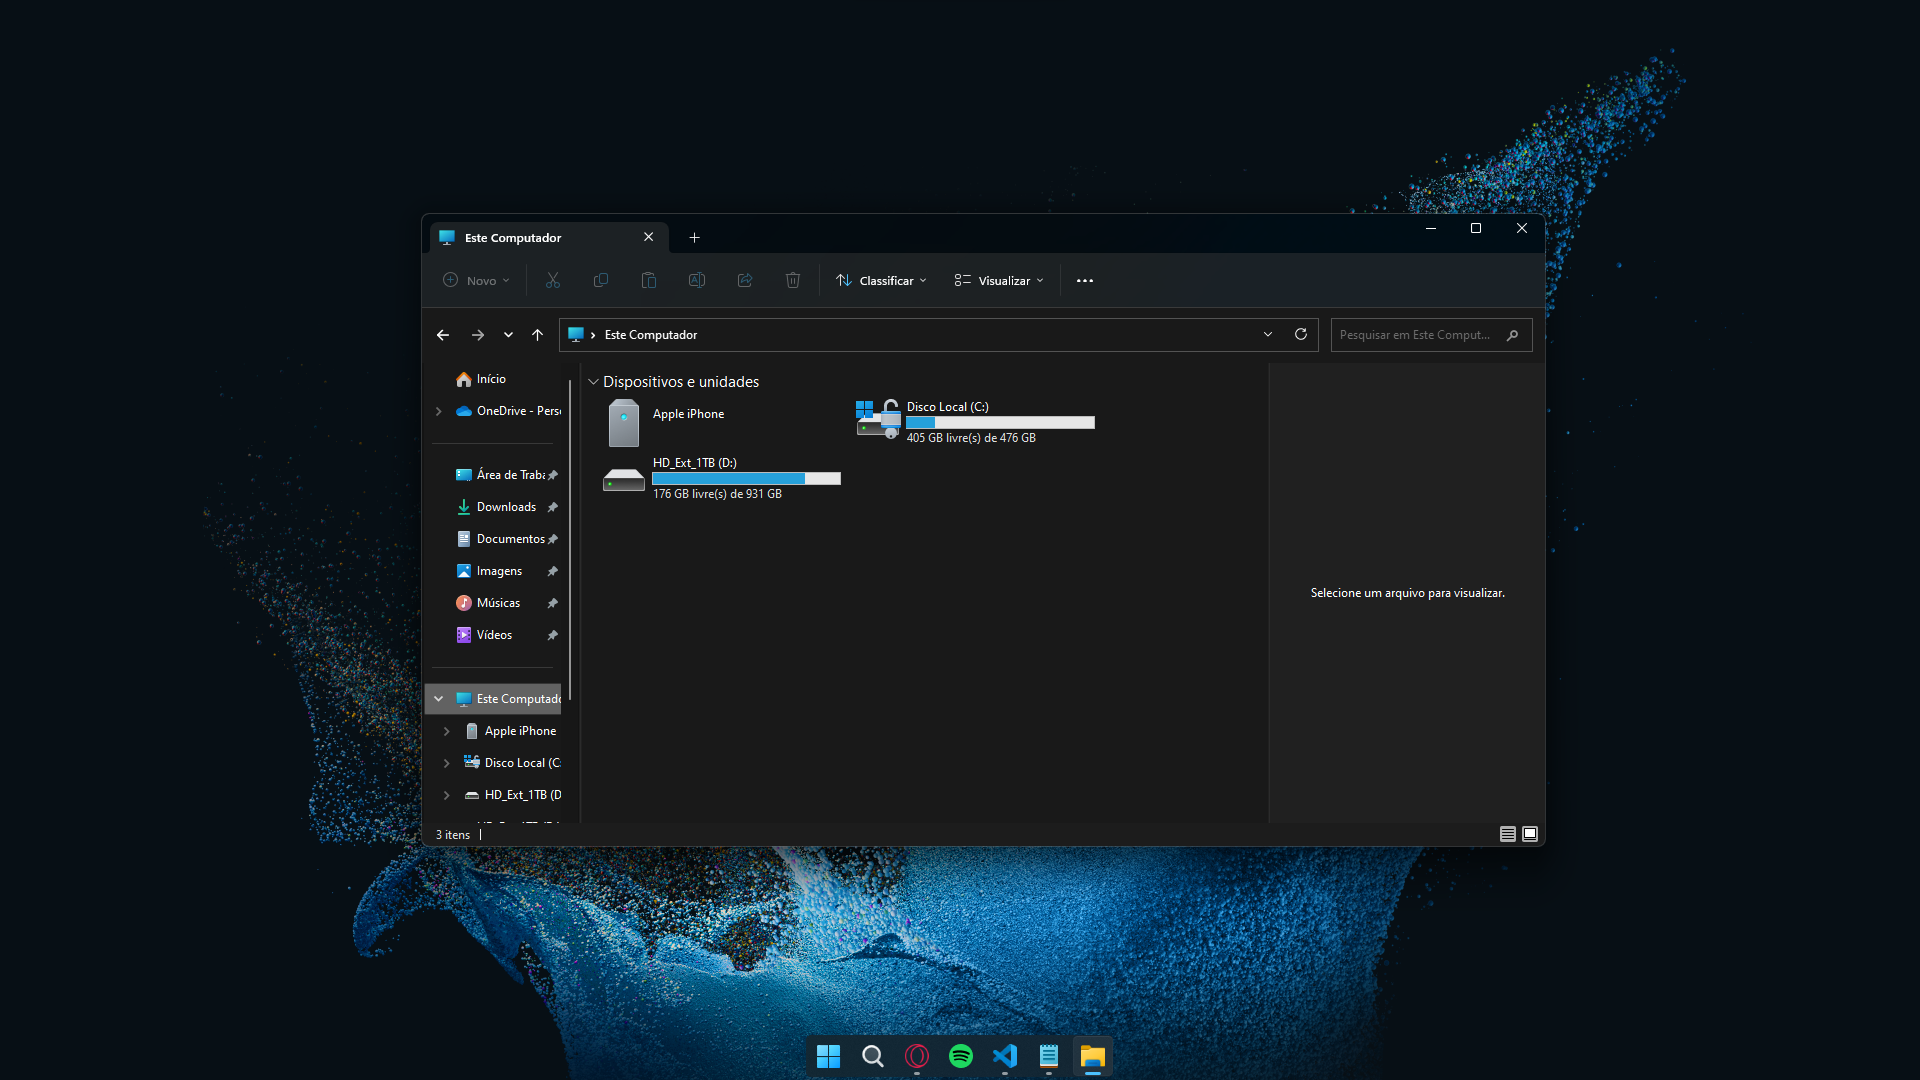 Este Computador
Novo
Classificar
Visualizar
Este Computador
Pesquisar em Este Comput...
Início
OneDrive - Pers
Área de Traba
Downloads
Documentos
Imagens
Músicas
Vídeos
Este Computado
Apple iPhone
Disco Local (C:
HD_Ext_1TB (D
Dispositivos e unidades
Apple iPhone
Disco Local (C:)
405 GB livre(s) de 476 GB
HD_Ext_1TB (D:)
176 GB livre(s) de 931 GB
Selecione um arquivo para visualizar.
3 itens